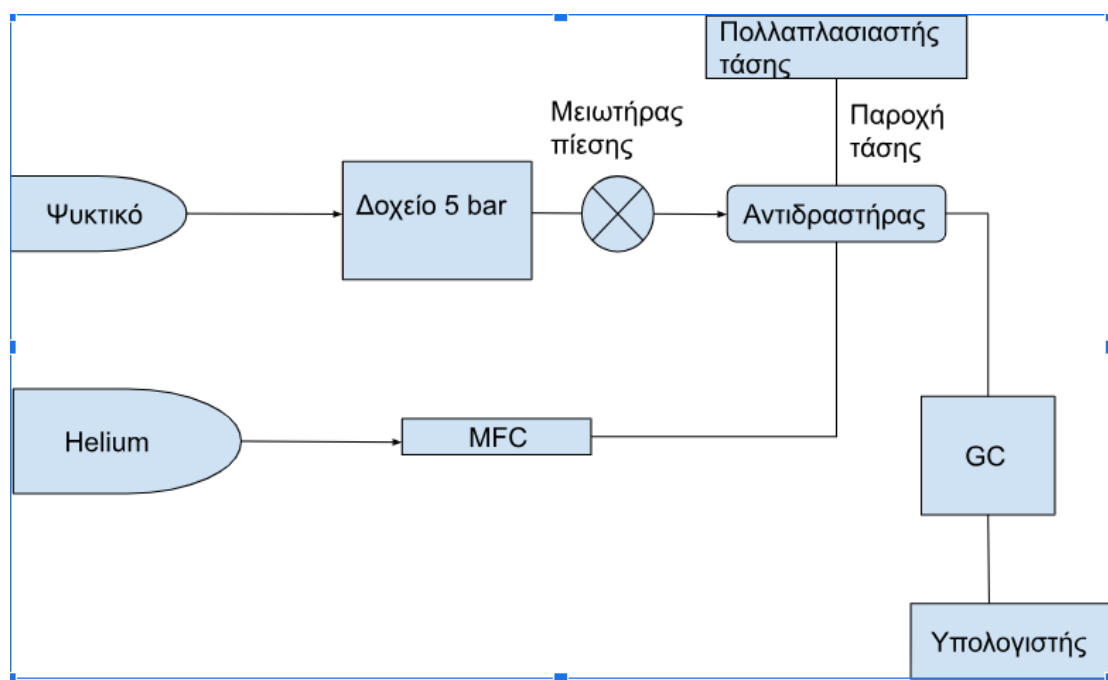 Πολλαπλασιαστής
τάσης
Μειωτήρας
πίεσης
Παροχή
τάσης
Ψυκτικό
Δοχείο 5 bar
Αντιδραστήρας
Helium
MFC
GC
Υπολογιστής